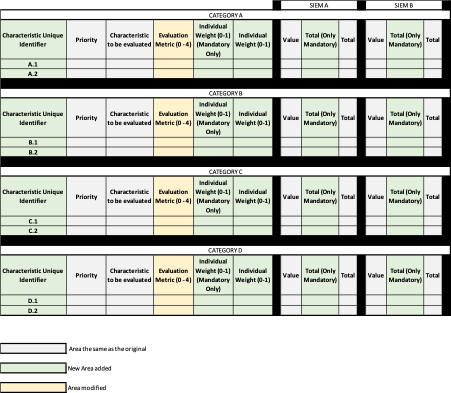 SIEM A SIEM B
CATEGORY A
Characteristic Unique Identifier Priority Characteristic to be evaluated Evaluation Metric (0 - 4) Individual Weight (0-1) (Mandatory Only) Individual Weight (0-1) Value Total (Only Mandatory) Total Value Total (Only Mandatory) Total
A.1
A.2
CATEGORY B
Characteristic Unique Identifier Priority Characteristic to be evaluated Evaluation Metric (0 - 4) Individual Weight (0-1) (Mandatory Only) Individual Weight (0-1) Value Total (Only Mandatory) Total Value Total (Only Mandatory) Total
B.1
B.2
CATEGORY C
Characteristic Unique Identifier Priority Characteristic to be evaluated Evaluation Metric (0 - 4) Individual Weight (0-1) (Mandatory Only) Individual Weight (0-1) Value Total (Only Mandatory) Total Value Total (Only Mandatory) Total
C.1
C.2
CATEGORY D
Characteristic Unique Identifier Priority Characteristic to be evaluated Evaluation Metric (0 - 4) Individual Weight (0-1) (Mandatory Only) Individual Weight (0-1) Value Total (Only Mandatory) Total Value Total (Only Mandatory) Total
D.1
D.2
Area the same as the original
New Area added
Area modified